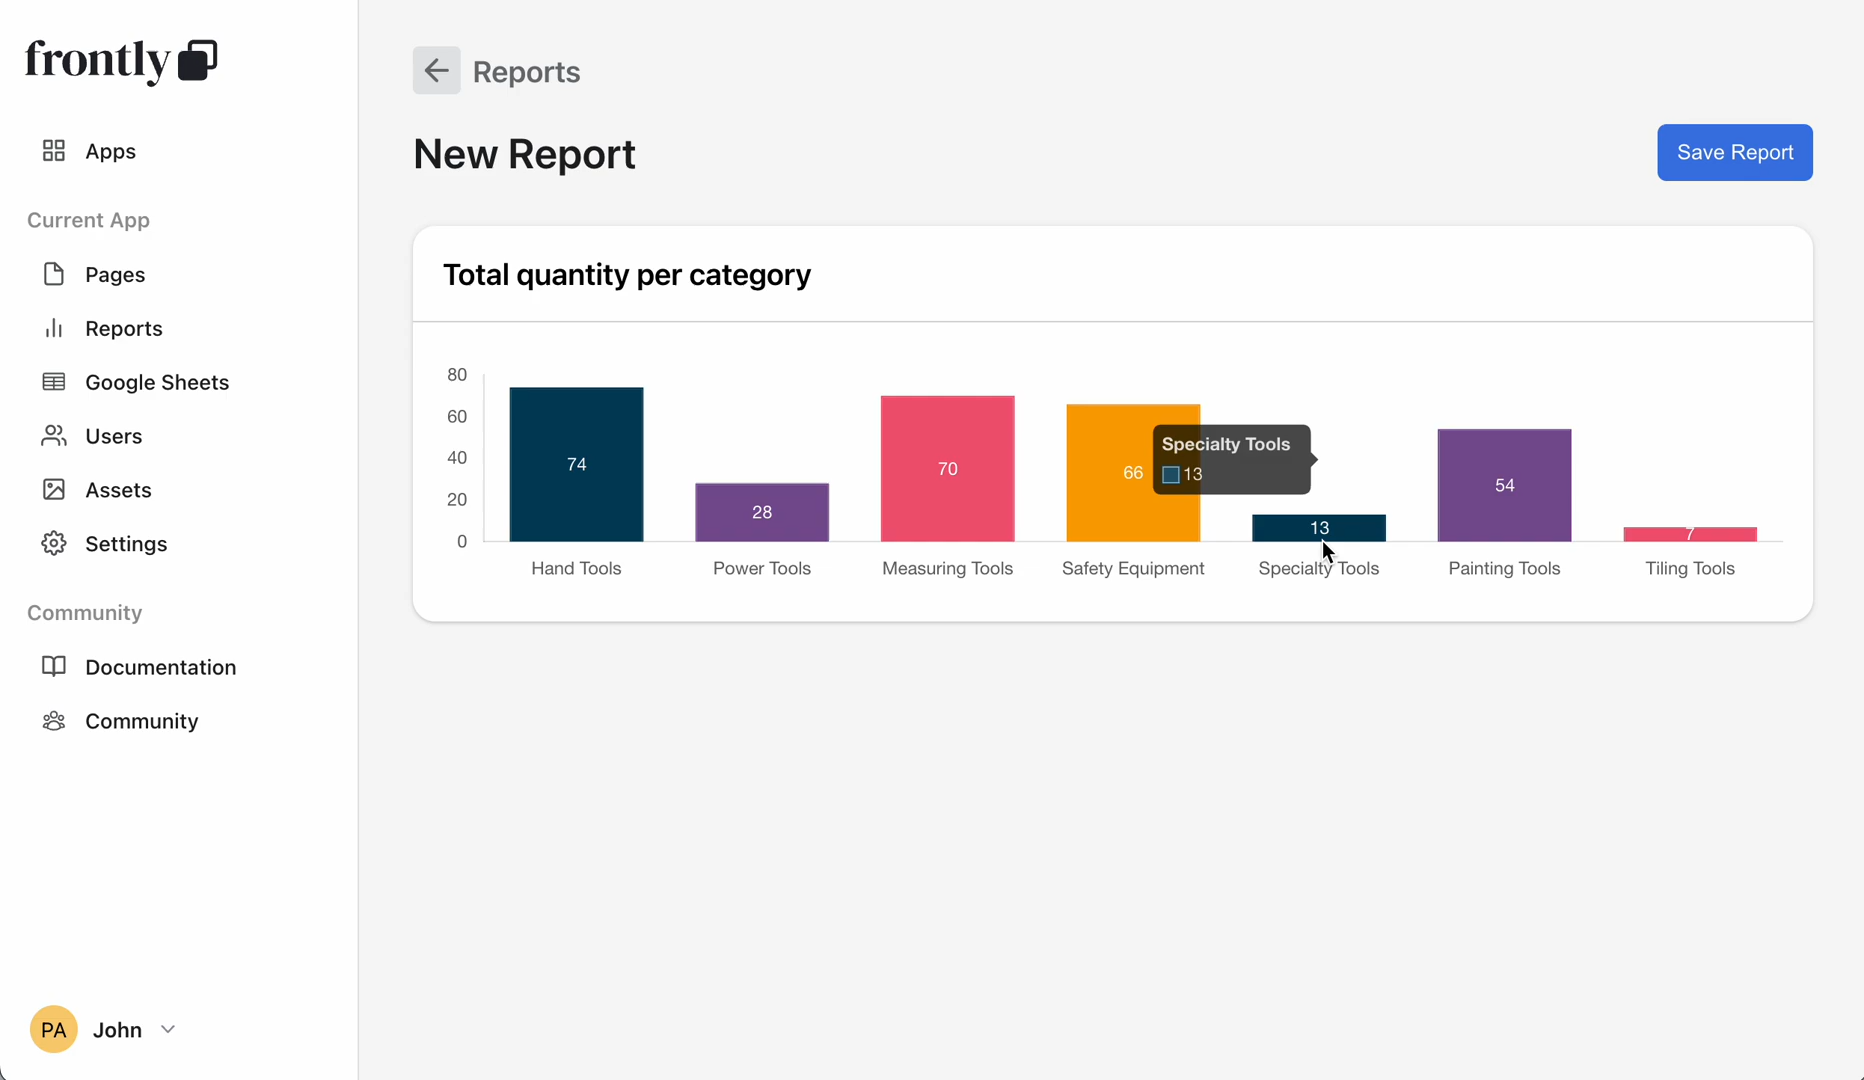 frontly
Apps
Current App
Pages
Reports
Google Sheets
Users
Assets
Settings
Community
Documentation
Community
PA John
Reports
New Report
Save Report
Total quantity per category
80
60
40
20
0
74
28
70
66
Specialty Tools
13
13
54
7
Hand Tools
Power Tools
Measuring Tools
Safety Equipment
Specialty Tools
Painting Tools
Tiling Tools